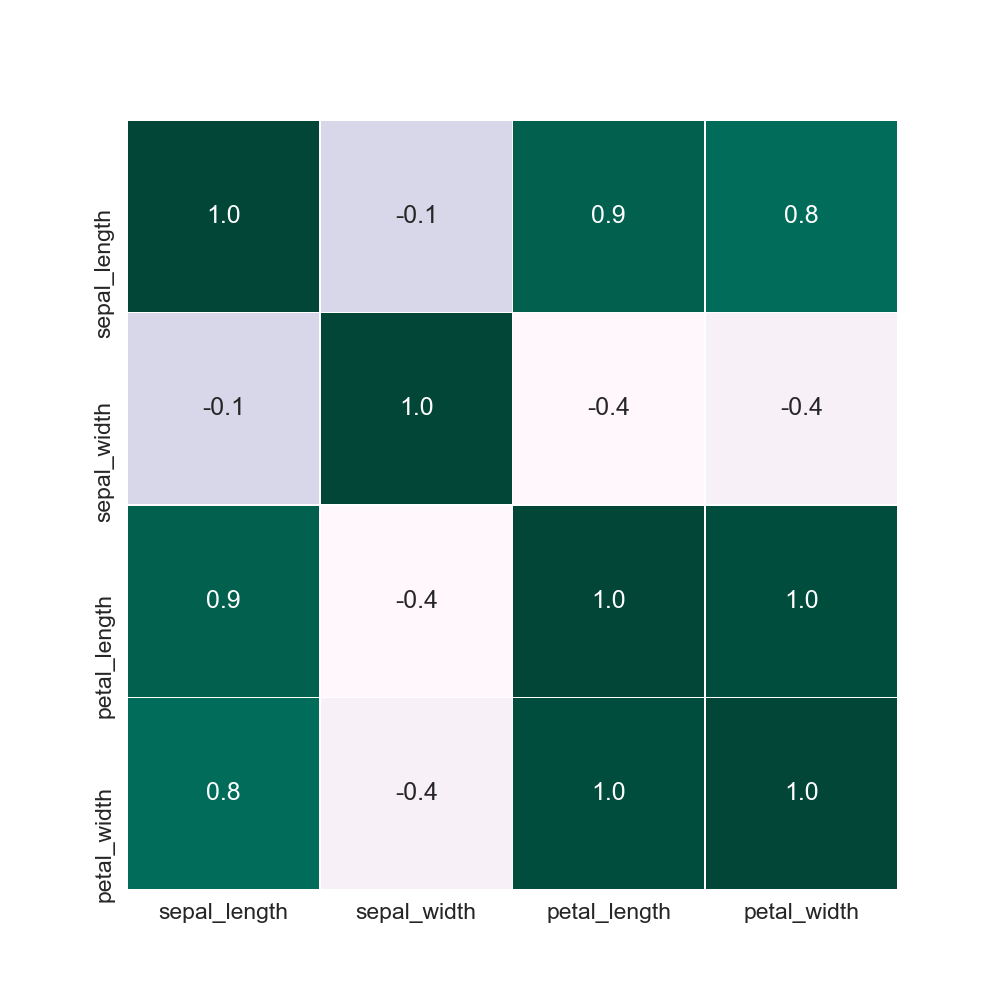 sepal_length 1.0 -0.1 0.9 0.8
sepal_width -0.1 1.0 -0.4 -0.4
petal_length 0.9 -0.4 1.0 1.0
petal_width 0.8 -0.4 1.0 1.0
sepal_length sepal_width petal_length petal_width